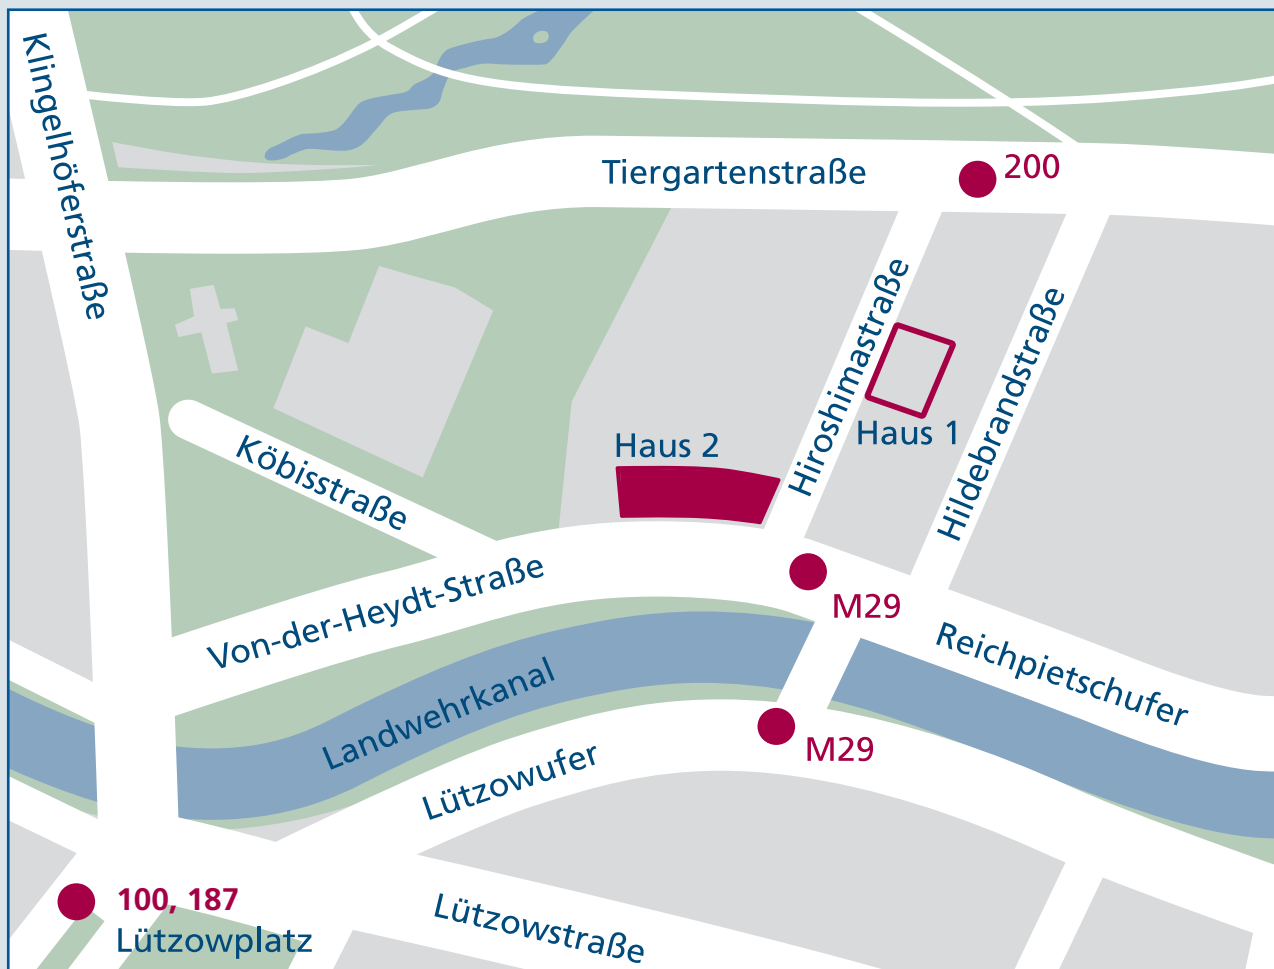 Klingelhöferstraße
Tiergartenstraße
200
Hiroshimastraße
Hildebrandstraße
Haus 1
Haus 2
Köbisstraße
Von-der-Heydt-Straße
M29
Reichpietschufer
Landwehrkanal
M29
Lützowufer
100, 187
Lützowplatz
Lützowstraße